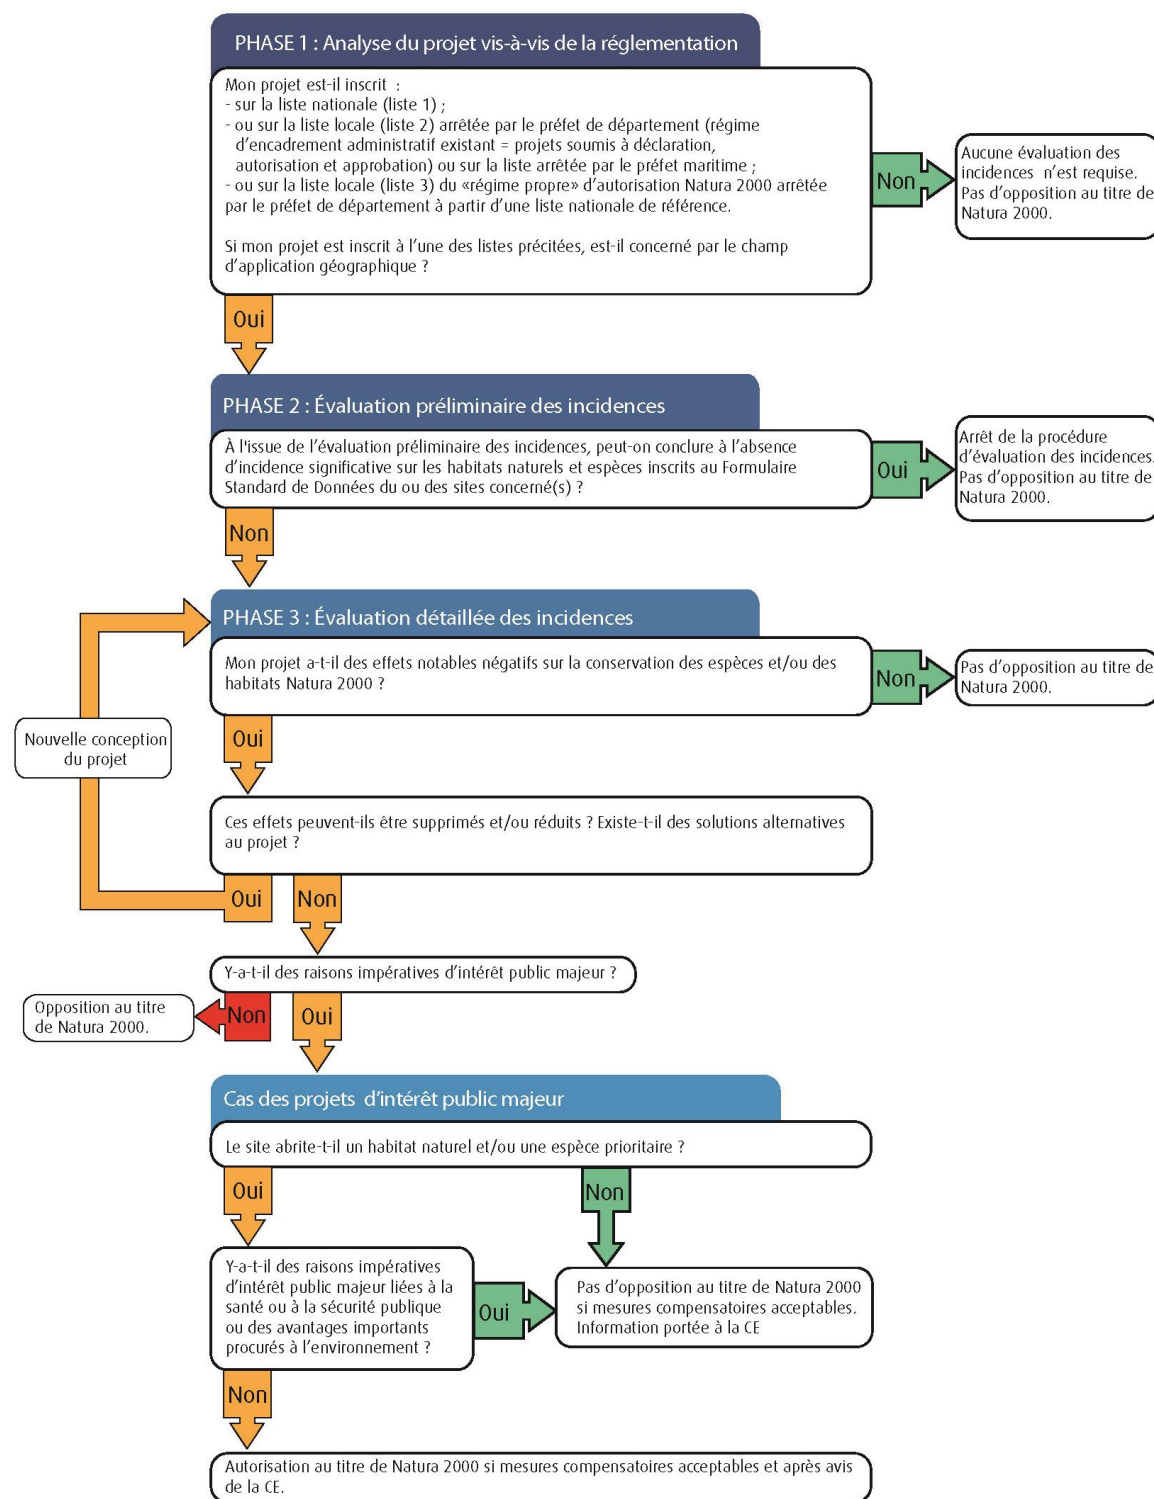 PHASE 1 : Analyse du projet vis-à-vis de la réglementation
Mon projet est-il inscrit :
- sur la liste nationale (liste 1) ;
- ou sur la liste locale (liste 2) arrêtée par le préfet de département (régime
d'encadrement administratif existant = projets soumis à déclaration,
autorisation et approbation) ou sur la liste arrêtée par le préfet maritime ;
- ou sur la liste locale (liste 3) du «régime propre» d'autorisation Natura 2000 arrêtée
par le préfet de département à partir d'une liste nationale de référence.
Si mon projet est inscrit à l'une des listes précitées, est-il concerné par le champ
d'application géographique ?
Non
Aucune évaluation des
incidences n'est requise.
Pas d'opposition au titre de
Natura 2000.
Oui
PHASE 2 : Évaluation préliminaire des incidences
À l'issue de l'évaluation préliminaire des incidences, peut-on conclure à l'absence
d'incidence significative sur les habitats naturels et espèces inscrits au Formulaire
Standard de Données du ou des sites concerné(s) ?
Oui
Arrêt de la procédure
d'évaluation des incidences.
Pas d'opposition au titre de
Natura 2000.
Non
PHASE 3 : Évaluation détaillée des incidences
Mon projet a-t-il des effets notables négatifs sur la conservation des espèces et/ou des
habitats Natura 2000 ?
Non
Pas d'opposition au titre de
Natura 2000.
Oui
Nouvelle conception
du projet
Ces effets peuvent-ils être supprimés et/ou réduits ? Existe-t-il des solutions alternatives
au projet ?
Oui
Non
Y-a-t-il des raisons impératives d'intérêt public majeur ?
Opposition au titre
de Natura 2000.
Non
Oui
Cas des projets d'intérêt public majeur
Le site abrite-t-il un habitat naturel et/ou une espèce prioritaire ?
Oui
Non
Y-a-t-il des raisons impératives
d'intérêt public majeur liées à la
santé ou à la sécurité publique
ou des avantages importants
procurés à l'environnement ?
Oui
Pas d'opposition au titre de Natura 2000
si mesures compensatoires acceptables.
Information portée à la CE
Non
Autorisation au titre de Natura 2000 si mesures compensatoires acceptables et après avis
de la CE.